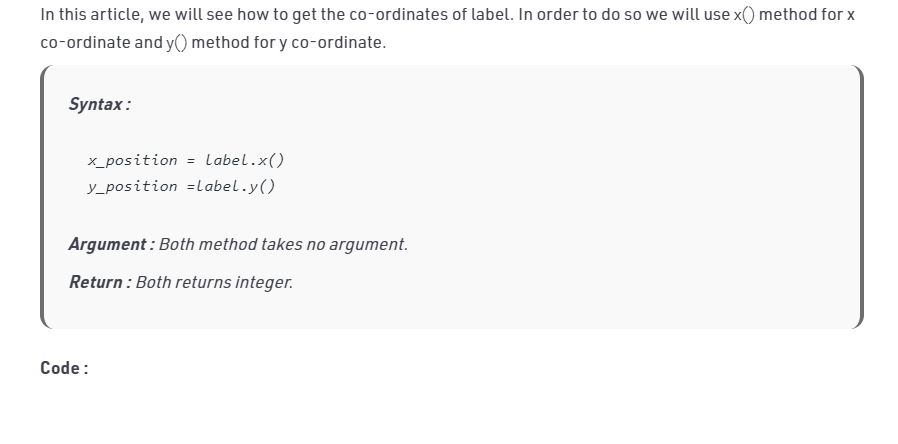 In this article, we will see how to get the co-ordinates of label. In order to do so we will use x() method for x
co-ordinate and y() method for y co-ordinate.
Syntax :
x_position = label.x()
y_position =label.y()
Argument : Both method takes no argument.
Return : Both returns integer.
Code :